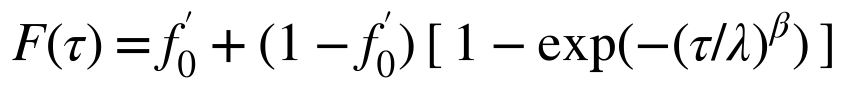 F(τ) = f₀′ + (1 − f₀′) [ 1 − exp(−(τ/λ)^β) ]